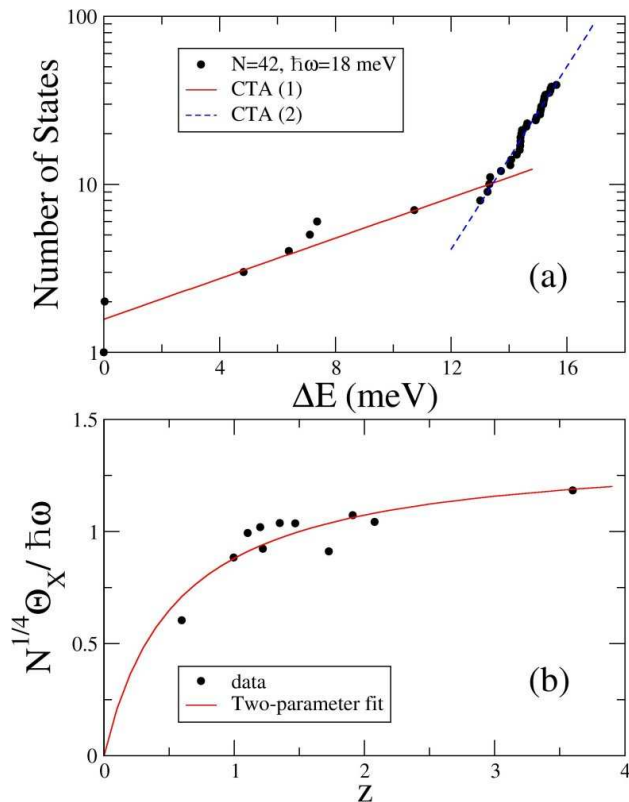 100
N=42, ℏω=18 meV
CTA (1)
CTA (2)
Number of States
10
(a)
1
0 4 8 12 16
ΔE (meV)
1.5
N^{1/4}Θ_X/ ℏω
1
0.5
data
Two-parameter fit
(b)
0
0 1 2 3 4
z